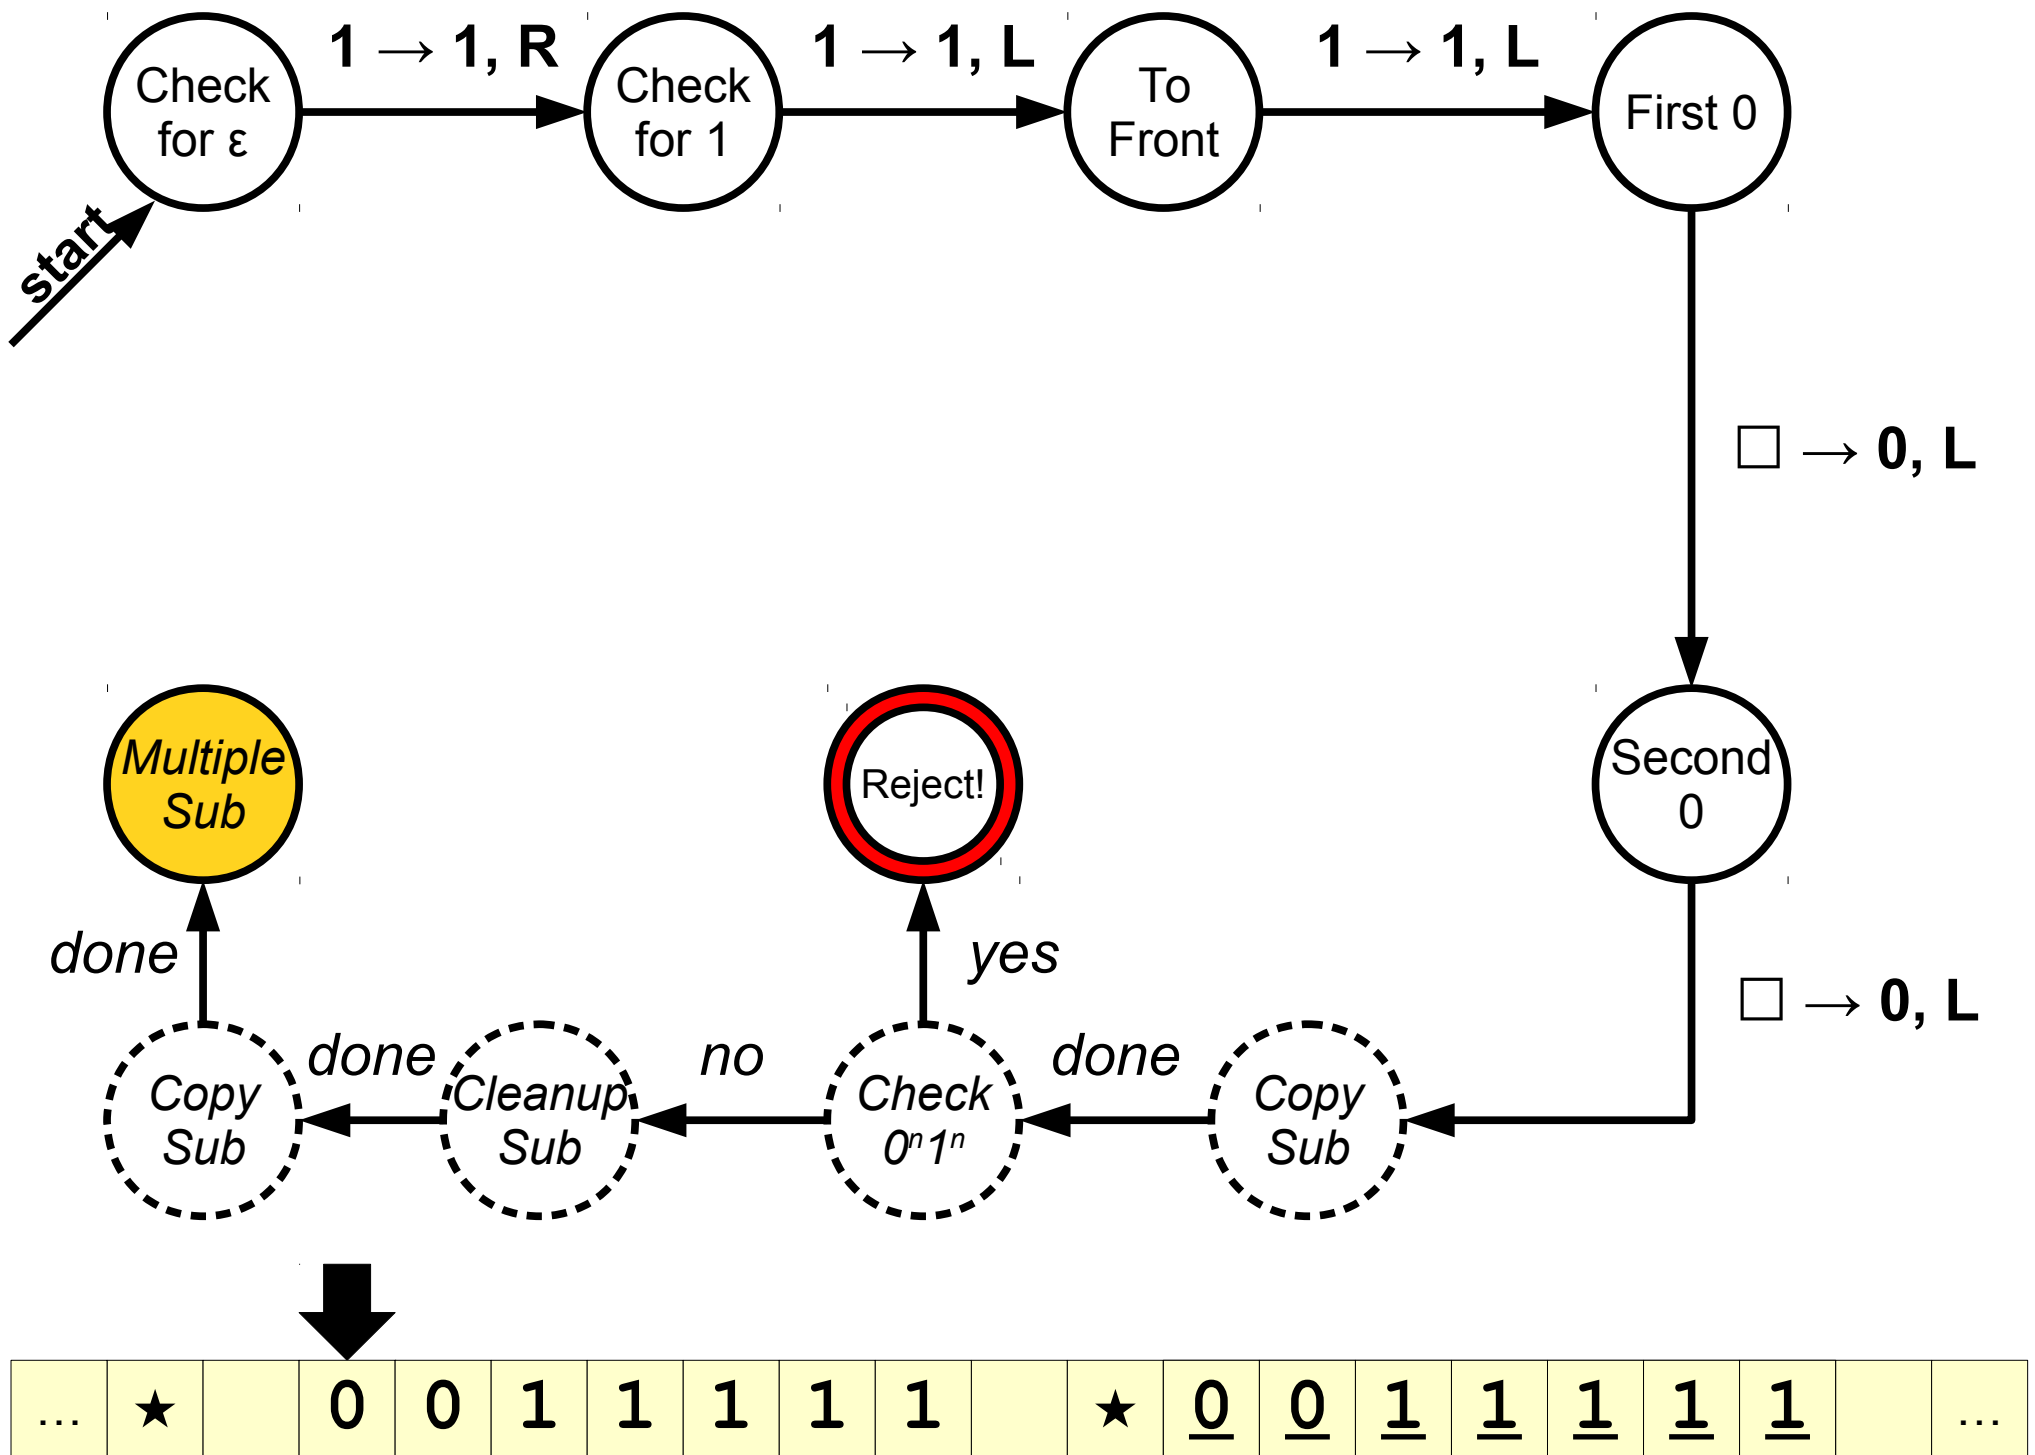 1 → 1, R
1 → 1, L
1 → 1, L
Check
for ε
Check
for 1
To
Front
First 0
start
□ → 0, L
Multiple
Sub
Reject!
Second
0
done
yes
□ → 0, L
done
no
done
Copy
Sub
Cleanup
Sub
Check
0ⁿ1ⁿ
Copy
Sub
… ★ 0 0 1 1 1 1 1 ★ 0 0 1 1 1 1 1 …